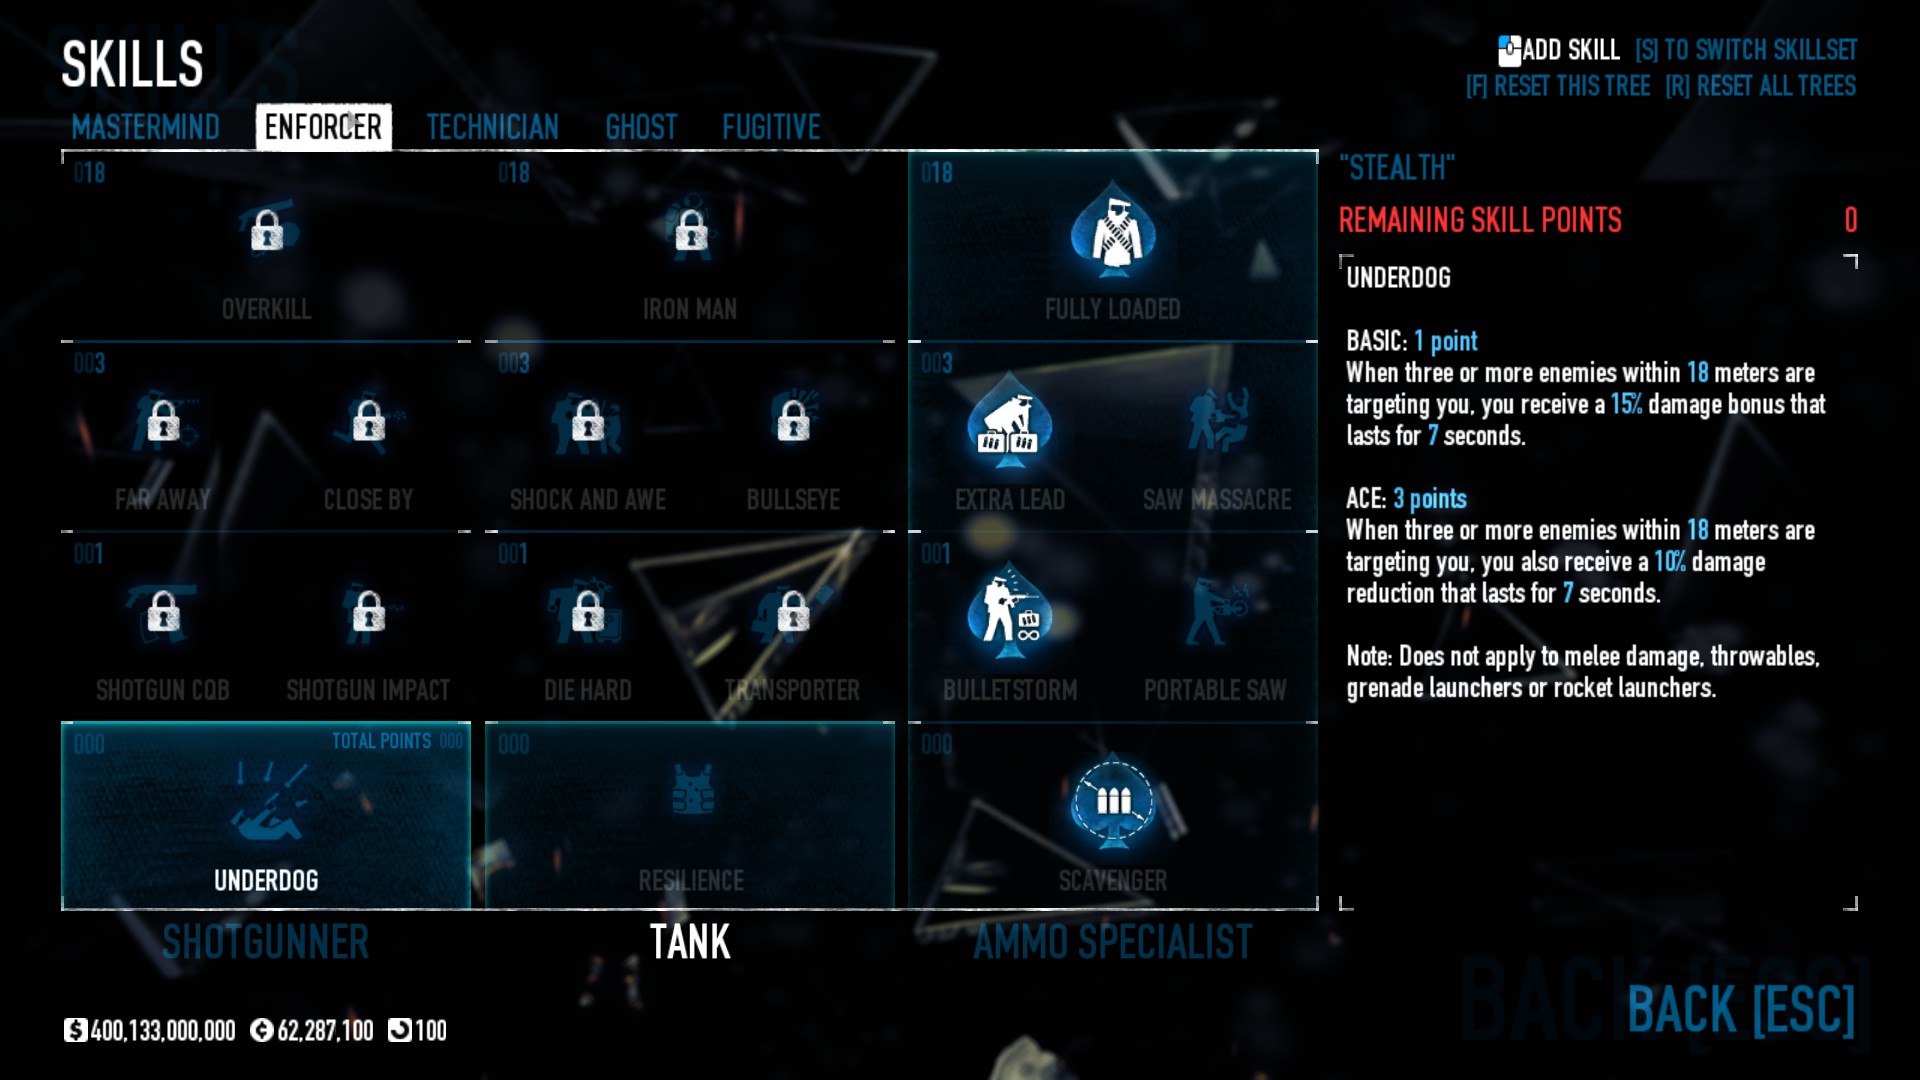 SKILLS
ADD SKILL [S] TO SWITCH SKILLSET
[F] RESET THIS TREE [R] RESET ALL TREES
MASTERMIND ENFORCER TECHNICIAN GHOST FUGITIVE
018 018 018
OVERKILL IRON MAN FULLY LOADED
003 003 003
FAR AWAY CLOSE BY SHOCK AND AWE BULLSEYE EXTRA LEAD SAW MASSACRE
001 001 001
SHOTGUN CQB SHOTGUN IMPACT DIE HARD TRANSPORTER BULLETSTORM PORTABLE SAW
000 TOTAL POINTS 000 000 000
UNDERDOG RESILIENCE SCAVENGER
SHOTGUNNER TANK AMMO SPECIALIST
"STEALTH"
REMAINING SKILL POINTS 0
UNDERDOG
BASIC: 1 point
When three or more enemies within 18 meters are
targeting you, you receive a 15% damage bonus that
lasts for 7 seconds.
ACE: 3 points
When three or more enemies within 18 meters are
targeting you, you also receive a 10% damage
reduction that lasts for 7 seconds.
Note: Does not apply to melee damage, throwables,
grenade launchers or rocket launchers.
$ 400,133,000,000 62,287,100 100
BACK [ESC]
BACK [ESC]